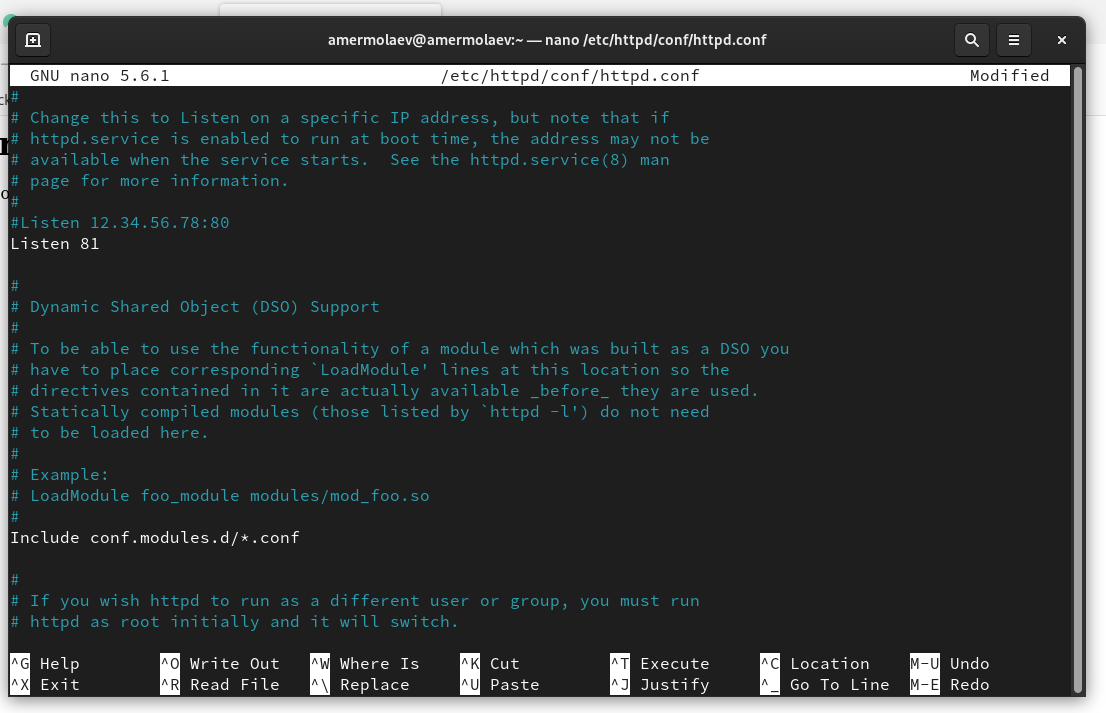 amermolaev@amermolaev:~ — nano /etc/httpd/conf/httpd.conf
GNU nano 5.6.1 /etc/httpd/conf/httpd.conf Modified
#
# Change this to Listen on a specific IP address, but note that if
# httpd.service is enabled to run at boot time, the address may not be
# available when the service starts.  See the httpd.service(8) man
# page for more information.
#
#Listen 12.34.56.78:80
Listen 81
#
# Dynamic Shared Object (DSO) Support
#
# To be able to use the functionality of a module which was built as a DSO you
# have to place corresponding `LoadModule' lines at this location so the
# directives contained in it are actually available _before_ they are used.
# Statically compiled modules (those listed by `httpd -l') do not need
# to be loaded here.
#
# Example:
# LoadModule foo_module modules/mod_foo.so
#
Include conf.modules.d/*.conf
#
# If you wish httpd to run as a different user or group, you must run
# httpd as root initially and it will switch.
^G Help ^O Write Out ^W Where Is ^K Cut ^T Execute ^C Location M-U Undo
^X Exit ^R Read File ^\ Replace ^U Paste ^J Justify ^_ Go To Line M-E Redo